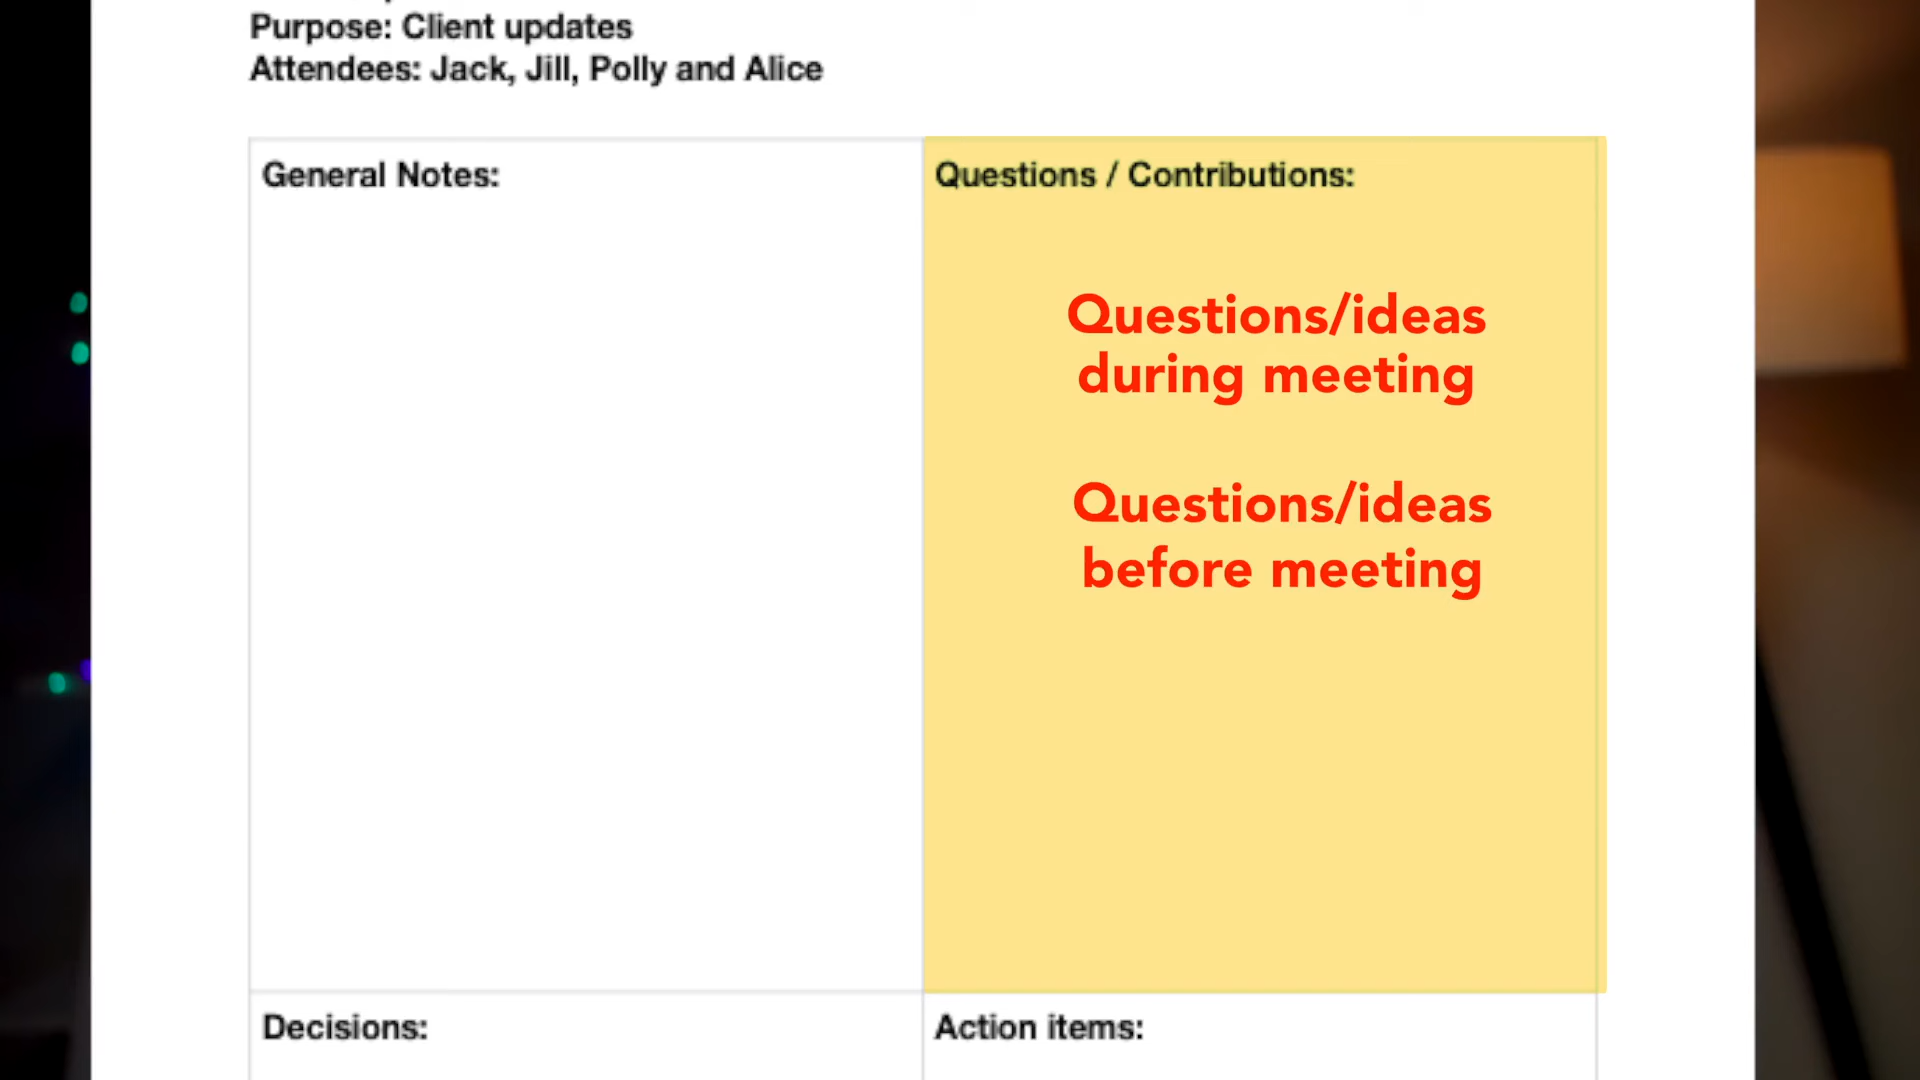 Purpose: Client updates
Attendees: Jack, Jill, Polly and Alice
General Notes:
Questions / Contributions:
Questions/ideas
during meeting
Questions/ideas
before meeting
Decisions:
Action items: